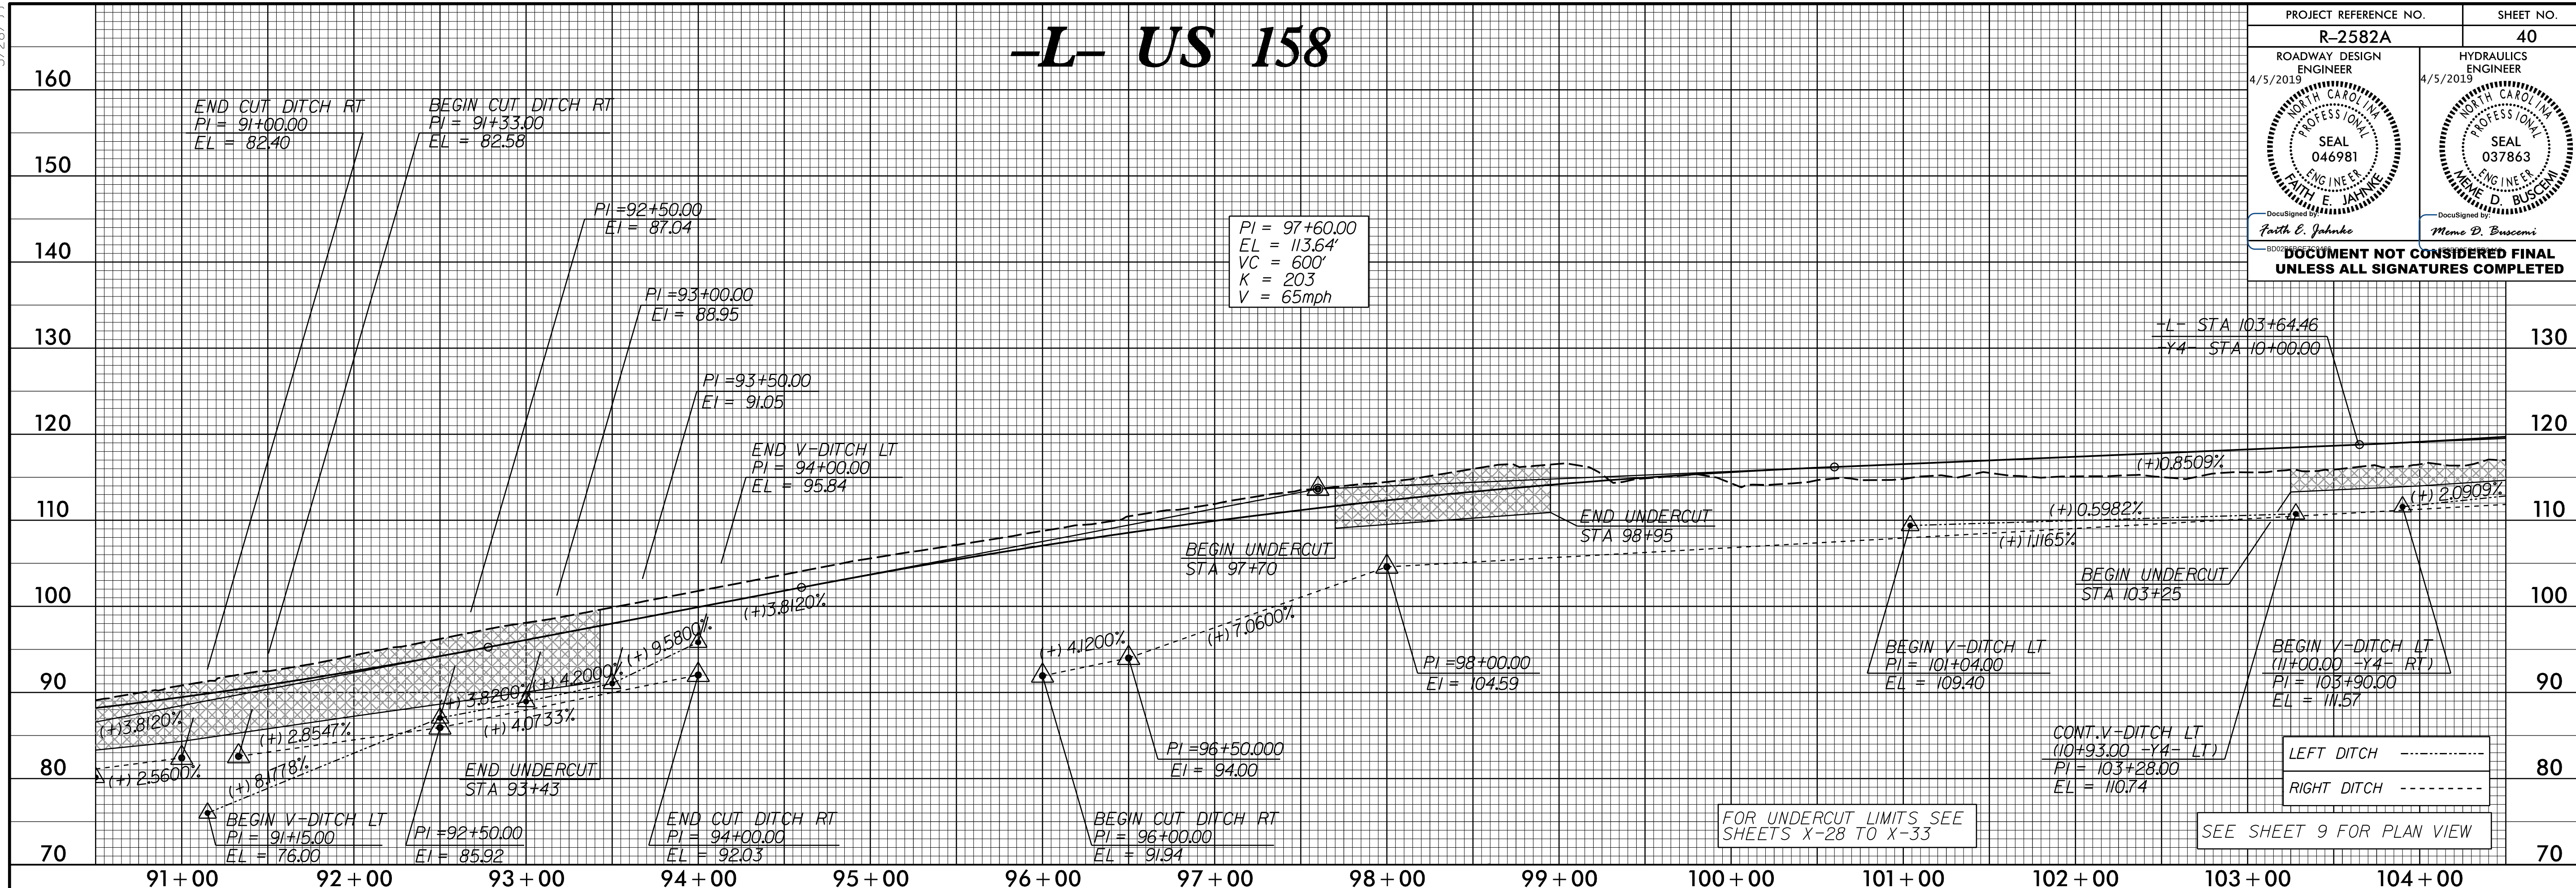 –L– US 158
PROJECT REFERENCE NO.
SHEET NO.
R–2582A
40
ROADWAY DESIGN
ENGINEER
HYDRAULICS
ENGINEER
4/5/2019
4/5/2019
NORTH CAROLINA
PROFESSIONAL
SEAL
046981
ENGINEER
FAITH E. JAHNKE
NORTH CAROLINA
PROFESSIONAL
SEAL
037863
ENGINEER
MEME D. BUSCEMI
DocuSigned by:
Faith E. Jahnke
DocuSigned by:
Meme D. Buscemi
DOCUMENT NOT CONSIDERED FINAL
UNLESS ALL SIGNATURES COMPLETED
160
150
140
130
120
110
100
90
80
70
130
120
110
100
90
80
70
END CUT DITCH RT
PI = 91+00.00
EL = 82.40
BEGIN CUT DITCH RT
PI = 91+33.00
EL = 82.58
PI =92+50.00
EI = 87.04
PI =93+00.00
EI = 88.95
PI =93+50.00
EI = 91.05
END V-DITCH LT
PI = 94+00.00
EL = 95.84
PI = 97+60.00
EL = 113.64'
VC = 600'
K = 203
V = 65mph
-L- STA 103+64.46
-Y4- STA 10+00.00
(+)0.8509%
(+) 2.0909%
(+) 0.5982%
(+)1.1165%
END UNDERCUT
STA 98+95
BEGIN UNDERCUT
STA 97+70
BEGIN UNDERCUT
STA 103+25
(+)3.8120%
(+)9.5800%
(+)4.2000%
(+)3.8200%
(+) 4.0733%
(+)3.8120%
(+) 2.8547%
(+) 2.5600%
(+) 8.1778%
(+) 4.1200%
(+)7.0600%
PI =98+00.00
EI = 104.59
BEGIN V-DITCH LT
PI = 101+04.00
EL = 109.40
BEGIN V-DITCH LT
(11+00.00 -Y4- RT)
PI = 103+90.00
EL = 111.57
PI =96+50.000
EI = 94.00
CONT.V-DITCH LT
(10+93.00 -Y4- LT)
PI = 103+28.00
EL = 110.74
END UNDERCUT
STA 93+43
BEGIN V-DITCH LT
PI = 91+15.00
EL = 76.00
PI =92+50.00
EI = 85.92
END CUT DITCH RT
PI = 94+00.00
EL = 92.03
BEGIN CUT DITCH RT
PI = 96+00.00
EL = 91.94
FOR UNDERCUT LIMITS SEE
SHEETS X-28 TO X-33
LEFT DITCH
RIGHT DITCH
SEE SHEET 9 FOR PLAN VIEW
91+00 92+00 93+00 94+00 95+00 96+00 97+00 98+00 99+00 100+00 101+00 102+00 103+00 104+00